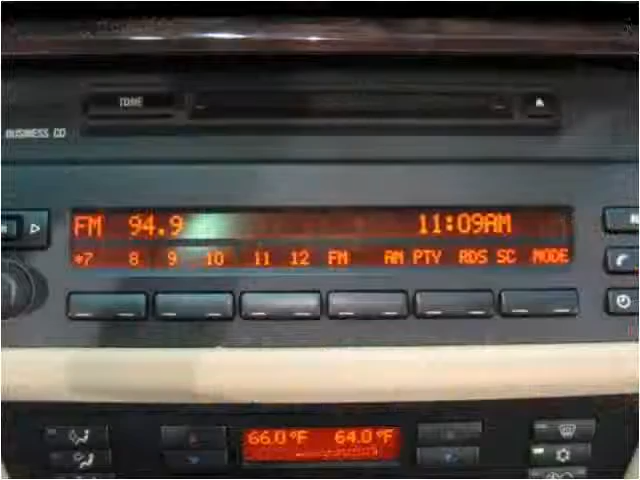 TONE
BUSINESS CD
FM 94.9 11:09AM
*7 8 9 10 11 12 FM AM PTY RDS SC MODE
66.0°F 64.0°F